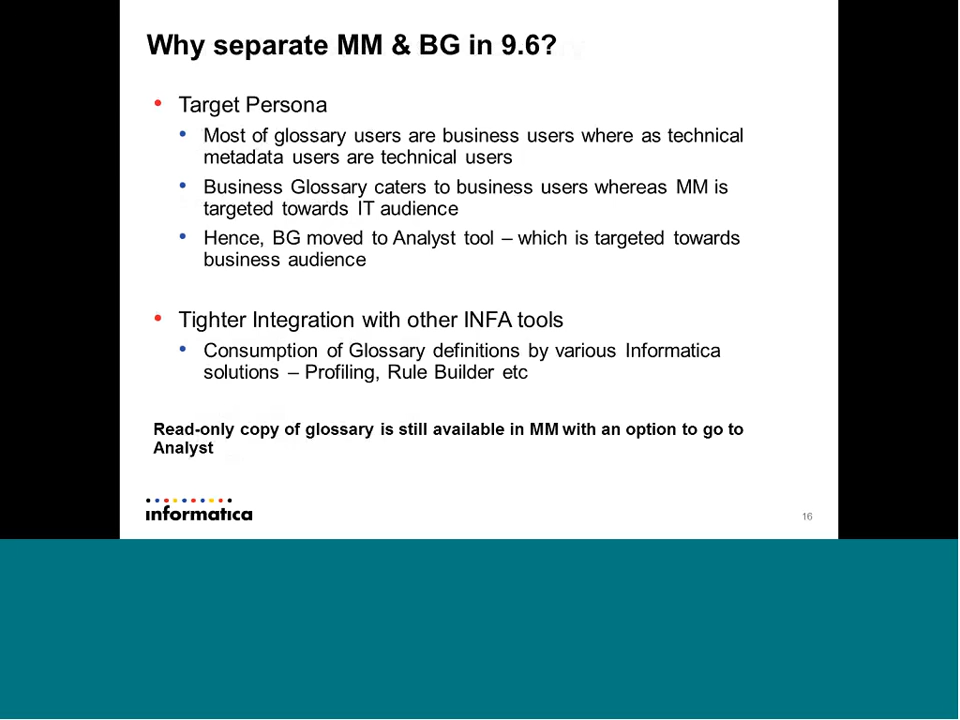 Why separate MM & BG in 9.6?
• Target Persona
• Most of glossary users are business users where as technical
metadata users are technical users
• Business Glossary caters to business users whereas MM is
targeted towards IT audience
• Hence, BG moved to Analyst tool – which is targeted towards
business audience
• Tighter Integration with other INFA tools
• Consumption of Glossary definitions by various Informatica
solutions – Profiling, Rule Builder etc
Read-only copy of glossary is still available in MM with an option to go to
Analyst
informatica
16